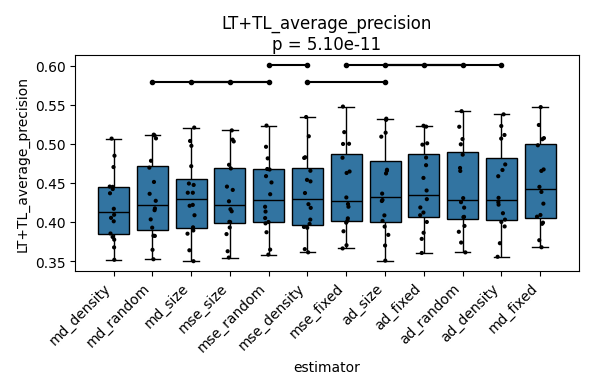 LT+TL_average_precision
p = 5.10e-11
LT+TL_average_precision
0.60
0.55
0.50
0.45
0.40
0.35
md_density
md_random
md_size
mse_size
mse_random
mse_density
mse_fixed
ad_size
ad_fixed
ad_random
ad_density
md_fixed
estimator